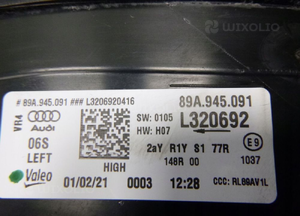 WIXOLIO
# 89A.945.091 ### L3206920416
89A.945.091
VR4
Audi
SW: 0105
L320692
HW: H07
06S
LEFT
2aY R1Y S1 77R
E9
148R 00
1037
Valeo
HIGH
01/02/21 0003 12:28
CCC: RL89AV1L